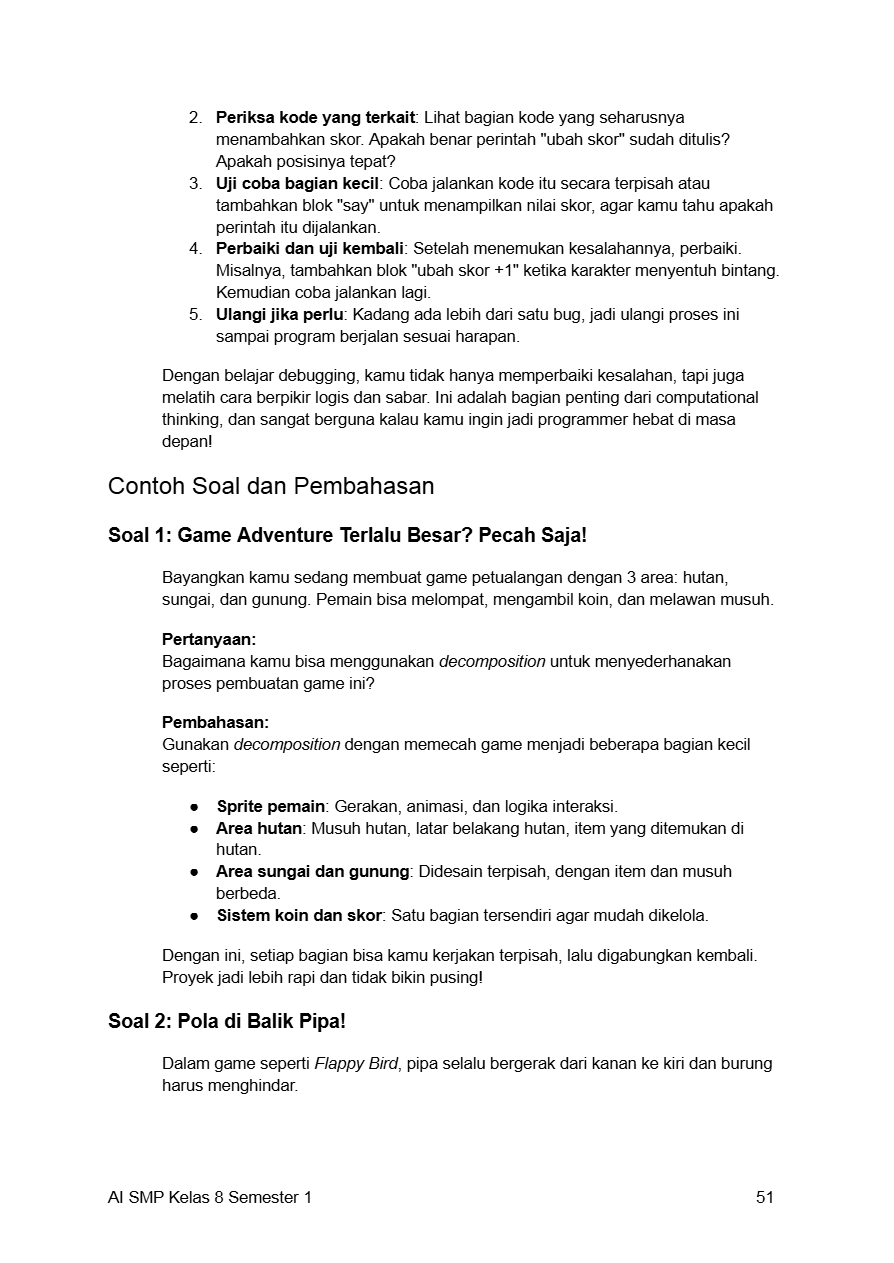 2. Periksa kode yang terkait: Lihat bagian kode yang seharusnya
menambahkan skor. Apakah benar perintah "ubah skor" sudah ditulis?
Apakah posisinya tepat?
3. Uji coba bagian kecil: Coba jalankan kode itu secara terpisah atau
tambahkan blok "say" untuk menampilkan nilai skor, agar kamu tahu apakah
perintah itu dijalankan.
4. Perbaiki dan uji kembali: Setelah menemukan kesalahannya, perbaiki.
Misalnya, tambahkan blok "ubah skor +1" ketika karakter menyentuh bintang.
Kemudian coba jalankan lagi.
5. Ulangi jika perlu: Kadang ada lebih dari satu bug, jadi ulangi proses ini
sampai program berjalan sesuai harapan.
Dengan belajar debugging, kamu tidak hanya memperbaiki kesalahan, tapi juga
melatih cara berpikir logis dan sabar. Ini adalah bagian penting dari computational
thinking, dan sangat berguna kalau kamu ingin jadi programmer hebat di masa
depan!
Contoh Soal dan Pembahasan
Soal 1: Game Adventure Terlalu Besar? Pecah Saja!
Bayangkan kamu sedang membuat game petualangan dengan 3 area: hutan,
sungai, dan gunung. Pemain bisa melompat, mengambil koin, dan melawan musuh.
Pertanyaan:
Bagaimana kamu bisa menggunakan decomposition untuk menyederhanakan
proses pembuatan game ini?
Pembahasan:
Gunakan decomposition dengan memecah game menjadi beberapa bagian kecil
seperti:
● Sprite pemain: Gerakan, animasi, dan logika interaksi.
● Area hutan: Musuh hutan, latar belakang hutan, item yang ditemukan di
hutan.
● Area sungai dan gunung: Didesain terpisah, dengan item dan musuh
berbeda.
● Sistem koin dan skor: Satu bagian tersendiri agar mudah dikelola.
Dengan ini, setiap bagian bisa kamu kerjakan terpisah, lalu digabungkan kembali.
Proyek jadi lebih rapi dan tidak bikin pusing!
Soal 2: Pola di Balik Pipa!
Dalam game seperti Flappy Bird, pipa selalu bergerak dari kanan ke kiri dan burung
harus menghindar.
AI SMP Kelas 8 Semester 1 51